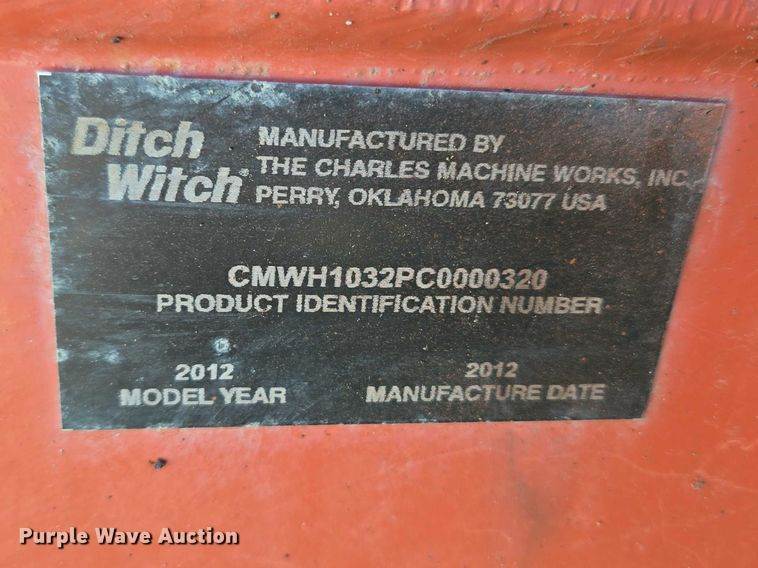 Ditch Witch®
MANUFACTURED BY
THE CHARLES MACHINE WORKS, INC.
PERRY, OKLAHOMA 73077 USA
CMWH1032PC0000320
PRODUCT IDENTIFICATION NUMBER
2012
MODEL YEAR
2012
MANUFACTURE DATE
Purple Wave Auction